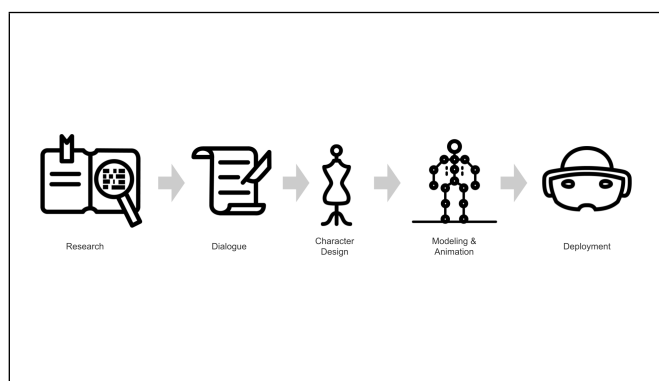 Research
Dialogue
Character
Design
Modeling &
Animation
Deployment